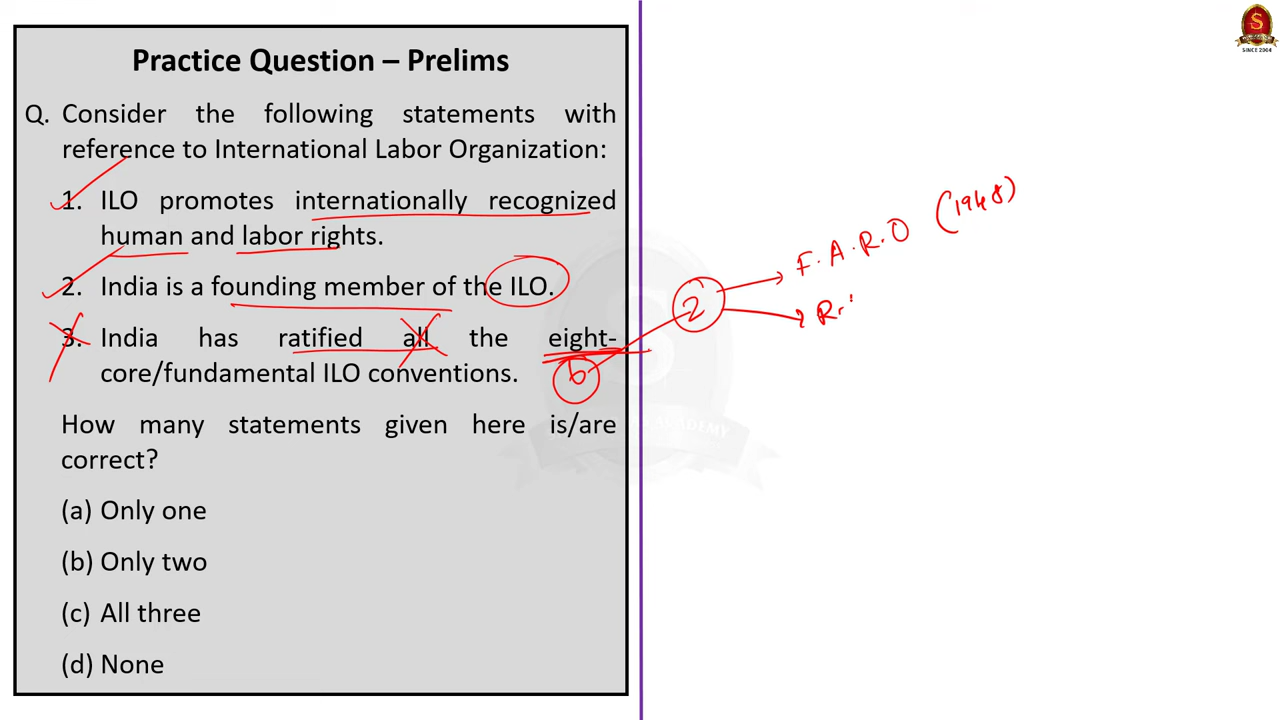 Practice Question – Prelims
Q. Consider the following statements with
reference to International Labor Organization:
1. ILO promotes internationally recognized
human and labor rights.
2. India is a founding member of the ILO.
3. India has ratified all the eight-
core/fundamental ILO conventions.
How many statements given here is/are
correct?
(a) Only one
(b) Only two
(c) All three
(d) None
6
2
F.A.R.O (1948)
R.
S
SINCE 2004
ACADEMY